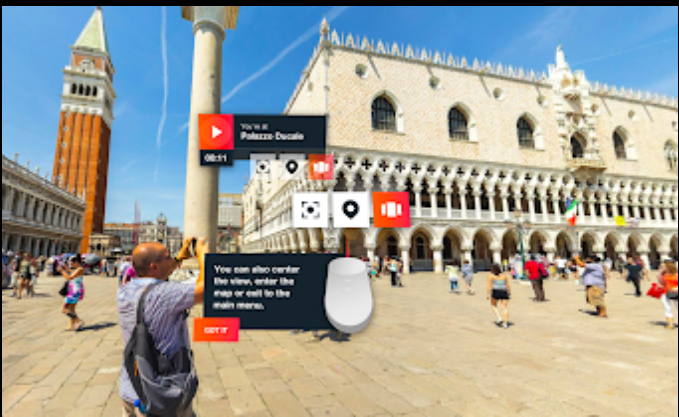 You're at
Palazzo Ducale
00:11
You can also center
the view, enter the
map or exit to the
main menu.
GOT IT